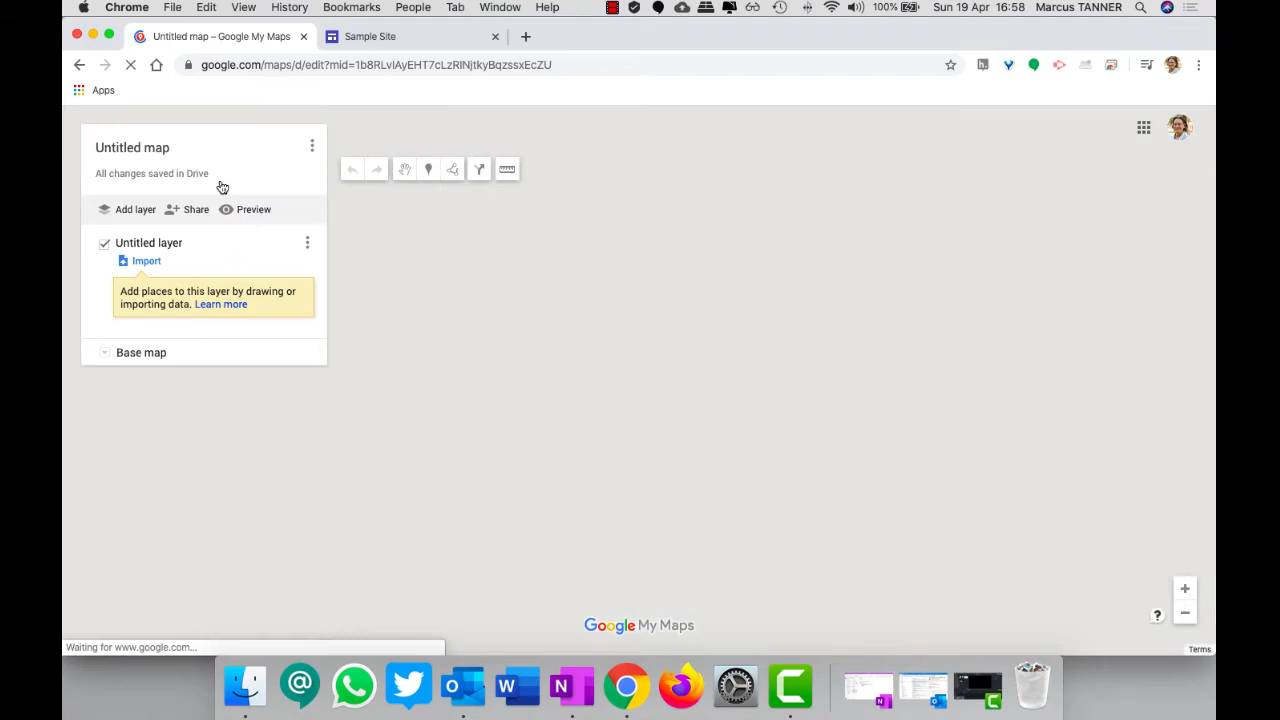 Chrome File Edit View History Bookmarks People Tab Window Help 100% Sun 19 Apr 16:58 Marcus TANNER
Untitled map – Google My Maps Sample Site
google.com/maps/d/edit?mid=1b8RLvIAyEHT7cLzRINjtkyBqzssxEcZU
Apps
Untitled map
All changes saved in Drive
Add layer Share Preview
Untitled layer
Import
Add places to this layer by drawing or
importing data. Learn more
Base map
Google My Maps
Terms
Waiting for www.google.com...